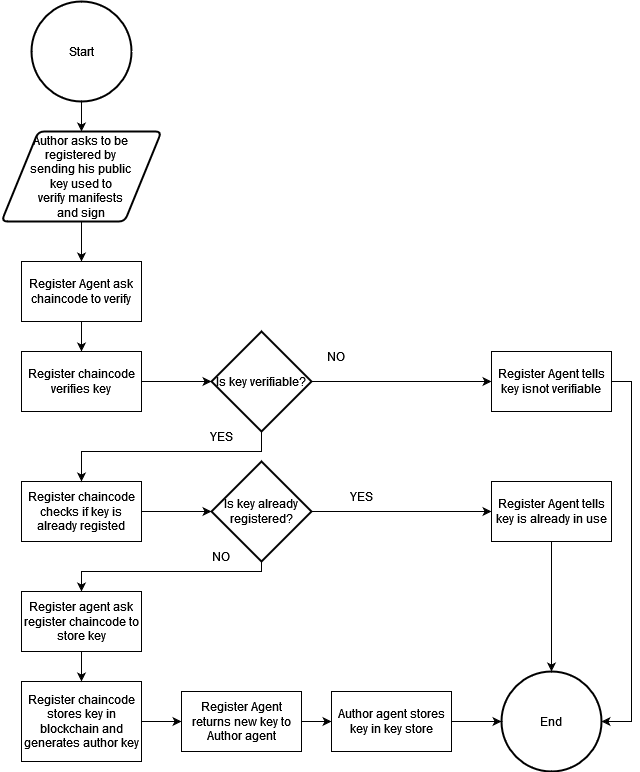 Start
Author asks to be
registered by
sending his public
key used to
verify manifests
and sign
Register Agent ask
chaincode to verify
Register chaincode
verifies key
Is key verifiable?
NO
Register Agent tells
key isnot verifiable
YES
Register chaincode
checks if key is
already registed
Is key already
registered?
YES
Register Agent tells
key is already in use
NO
Register agent ask
register chaincode to
store key
Register chaincode
stores key in
blockchain and
generates author key
Register Agent
returns new key to
Author agent
Author agent stores
key in key store
End